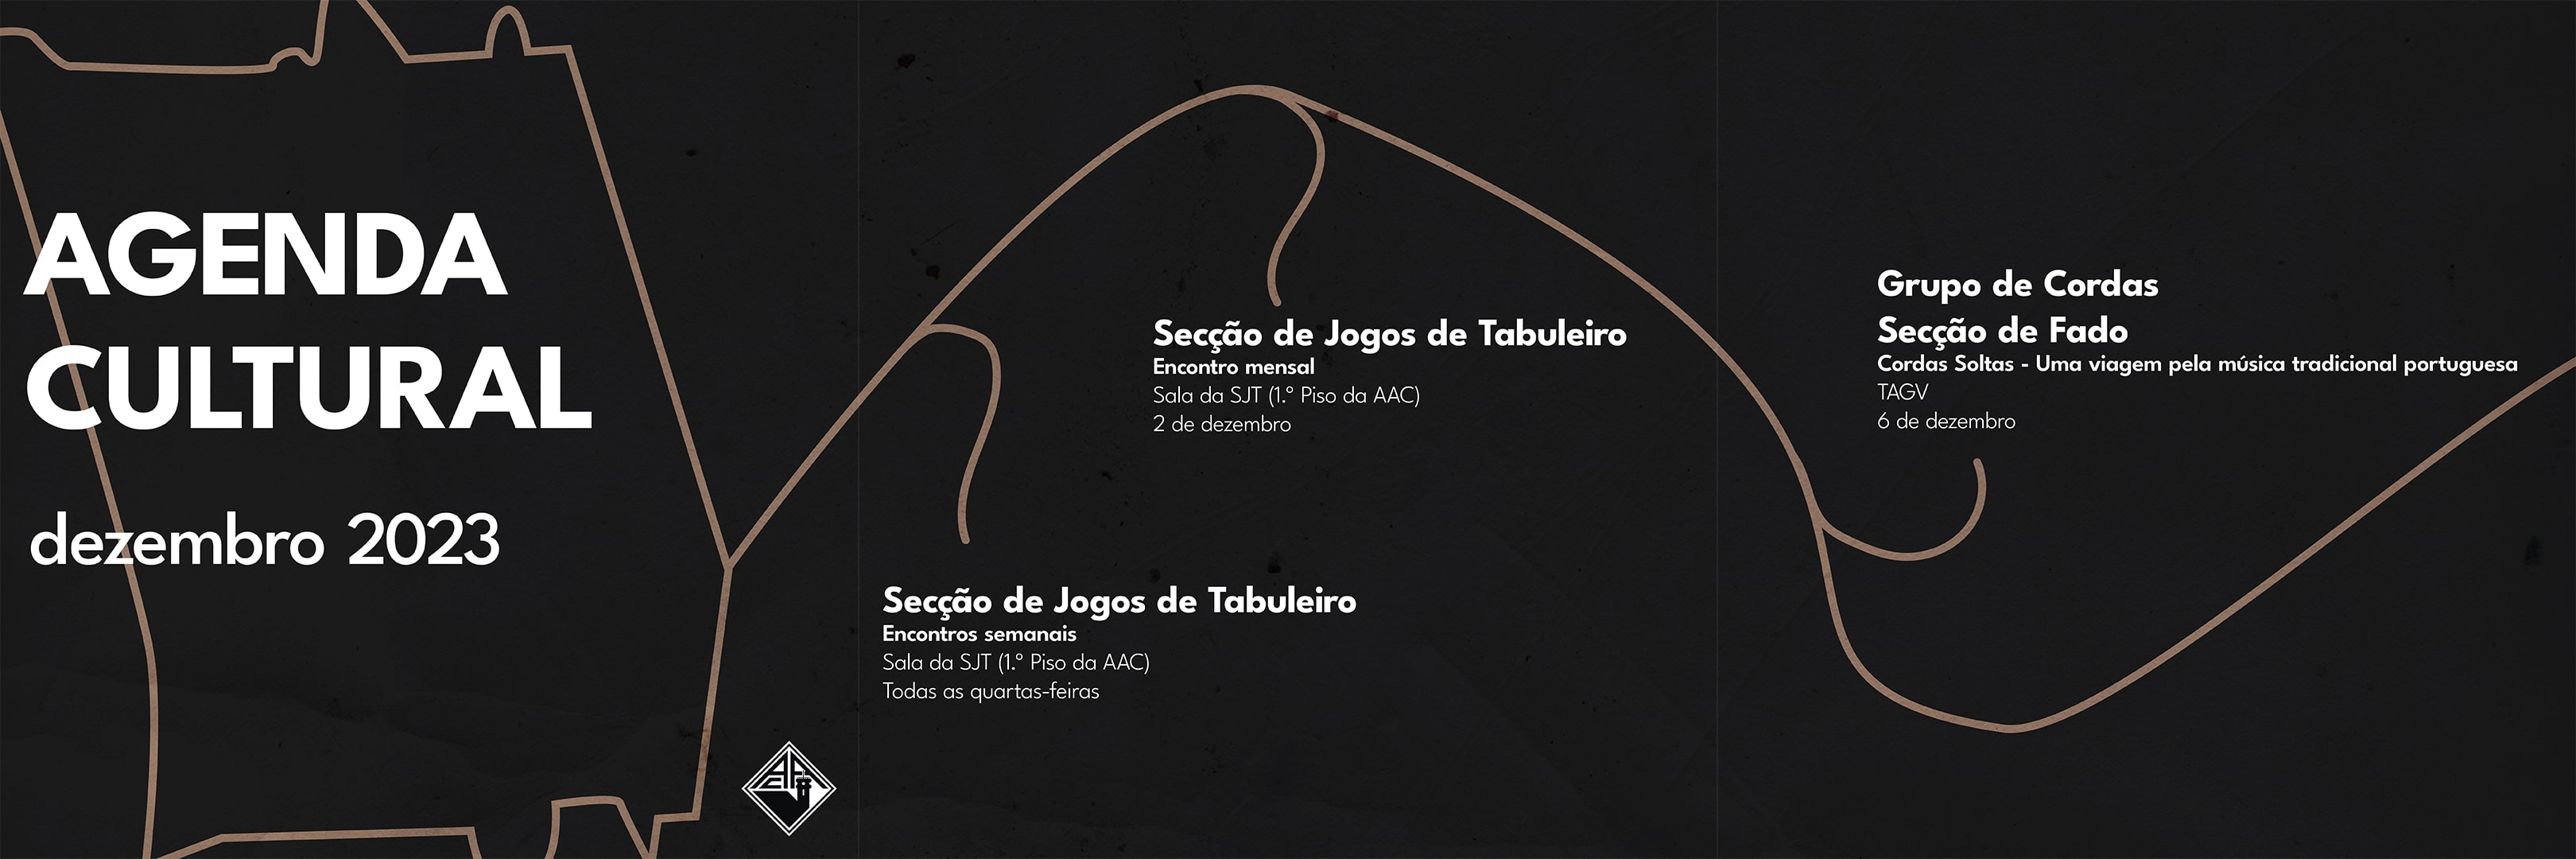 AGENDA
CULTURAL
dezembro 2023
Secção de Jogos de Tabuleiro
Encontros semanais
Sala da SJT (1.º Piso da AAC)
Todas as quartas-feiras
Secção de Jogos de Tabuleiro
Encontro mensal
Sala da SJT (1.º Piso da AAC)
2 de dezembro
Grupo de Cordas
Secção de Fado
Cordas Soltas - Uma viagem pela música tradicional portuguesa
TAGV
6 de dezembro